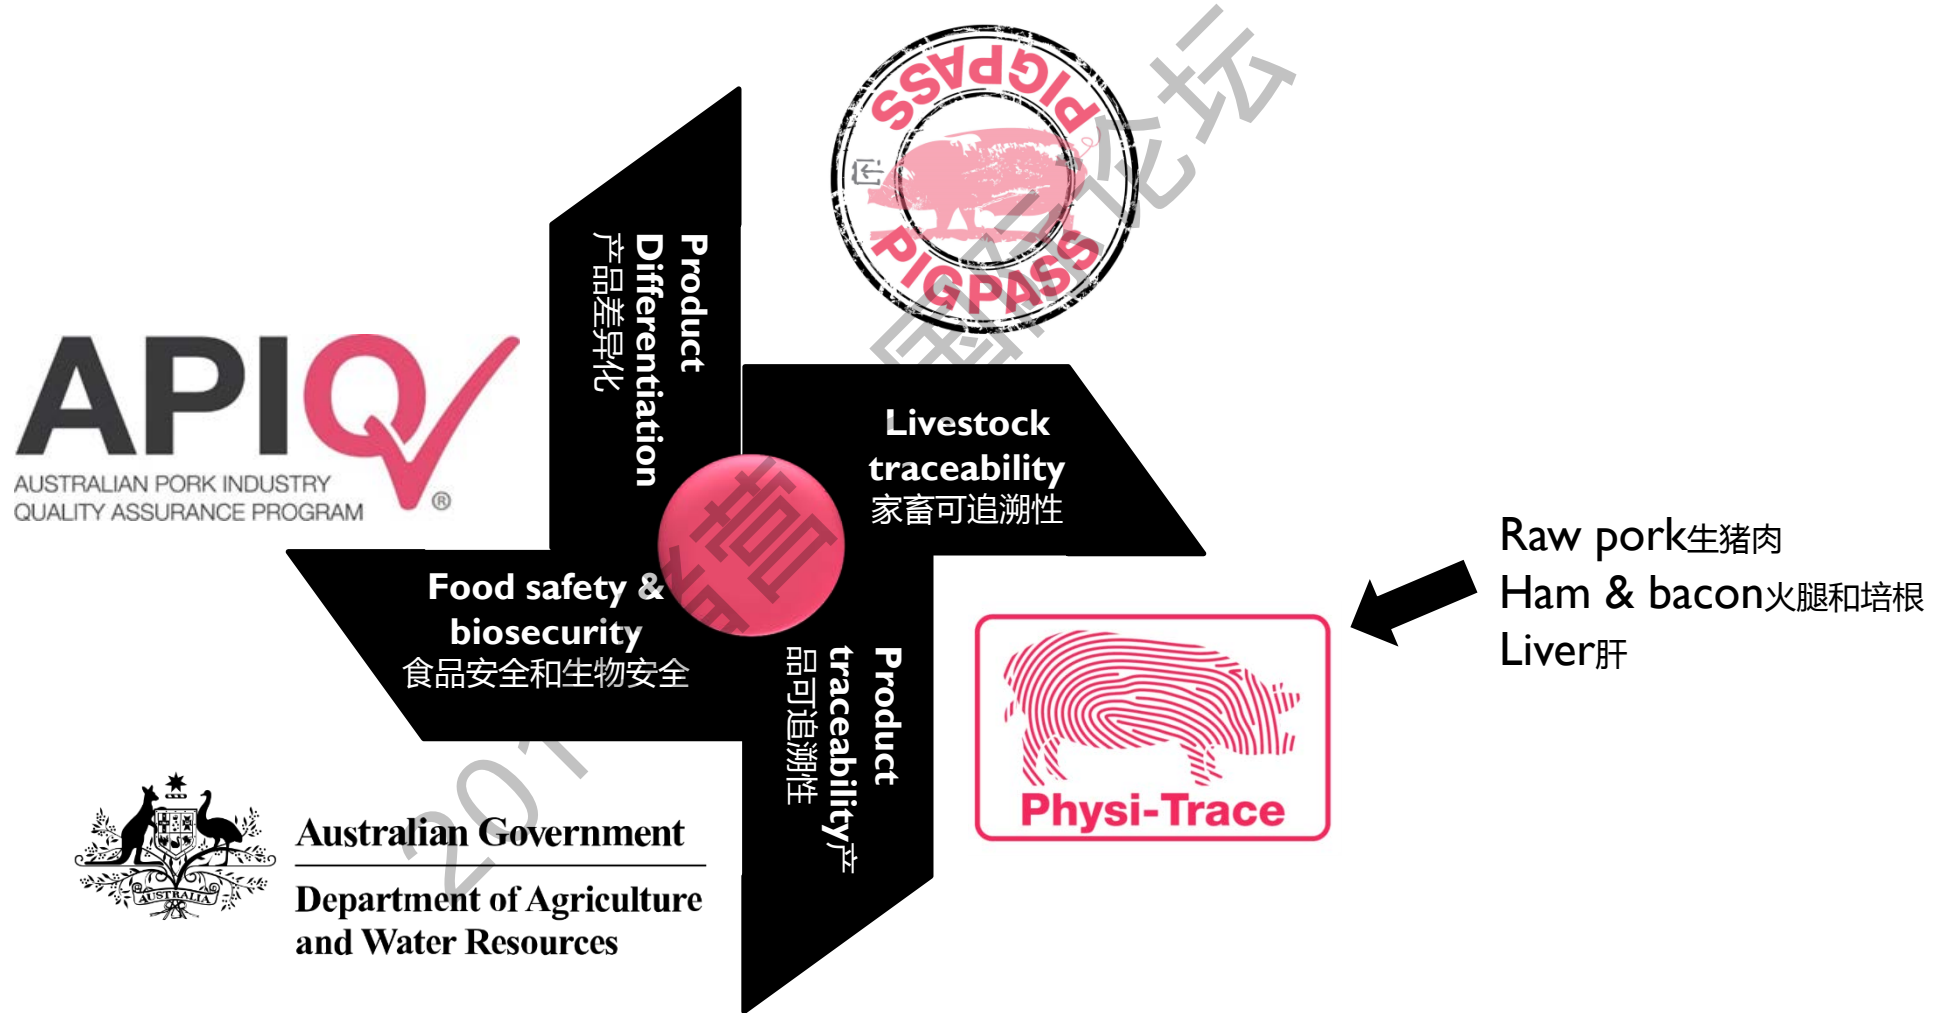 PIGPASS
PIGPASS
Product
Differentiation
产品差异化
APIQ
AUSTRALIAN PORK INDUSTRY
QUALITY ASSURANCE PROGRAM
®
Livestock
traceability
家畜可追溯性
Food safety &
biosecurity
食品安全和生物安全
Product
traceability产
品可追溯性
Raw pork生猪肉
Ham & bacon火腿和培根
Liver肝
Physi-Trace
AUSTRALIA
Australian Government
Department of Agriculture
and Water Resources
国际论坛